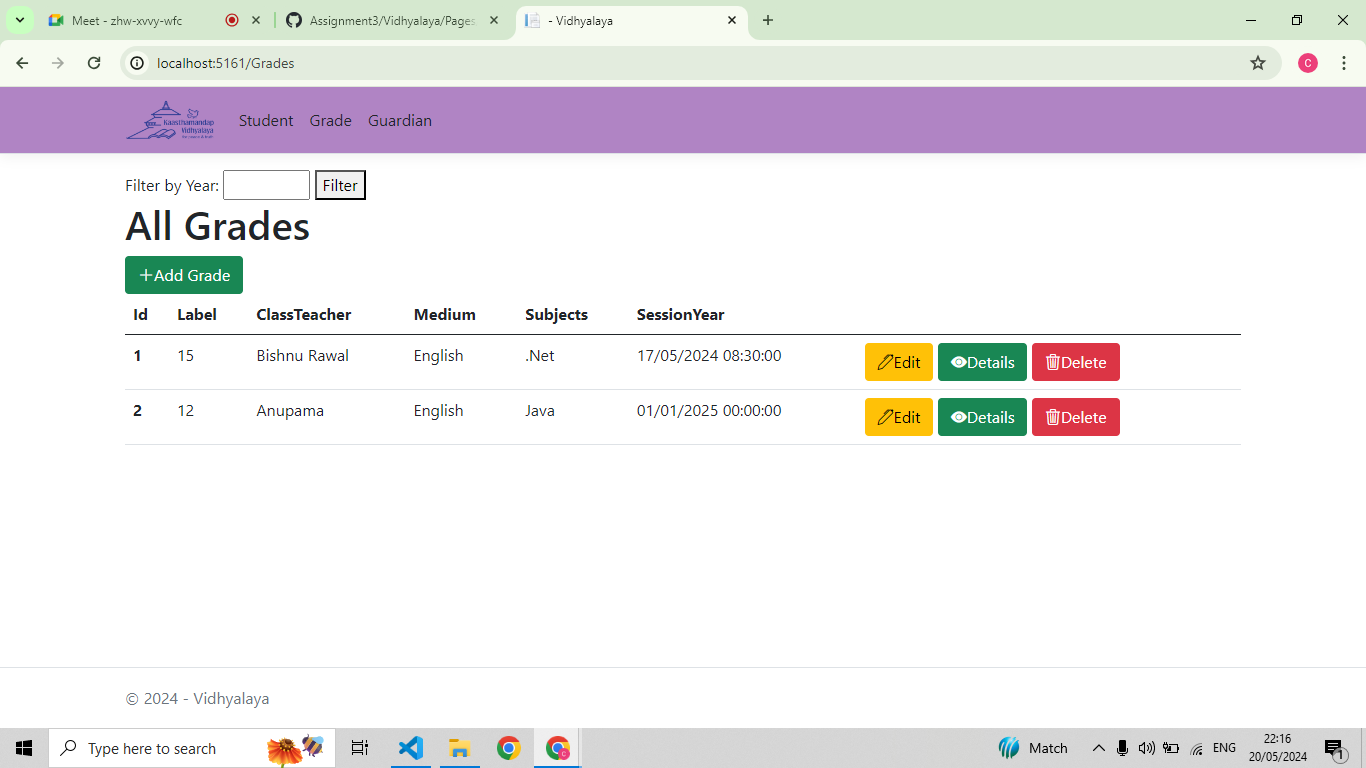 Meet - zhw-xvvy-wfc
Assignment3/Vidhyalaya/Pages
- Vidhyalaya
localhost:5161/Grades
C
Kaasthamandap
Vidhyalaya
Student Grade Guardian
Filter by Year: Filter
All Grades
Add Grade
Id Label ClassTeacher Medium Subjects SessionYear
1 15 Bishnu Rawal English .Net 17/05/2024 08:30:00 Edit Details Delete
2 12 Anupama English Java 01/01/2025 00:00:00 Edit Details Delete
© 2024 - Vidhyalaya
Type here to search
Match
ENG
22:16
20/05/2024
1